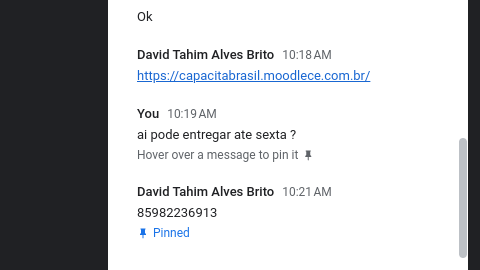 Ok
David Tahim Alves Brito 10:18 AM
https://capacitabrasil.moodlece.com.br/
You 10:19 AM
ai pode entregar ate sexta ?
Hover over a message to pin it
David Tahim Alves Brito 10:21 AM
85982236913
Pinned